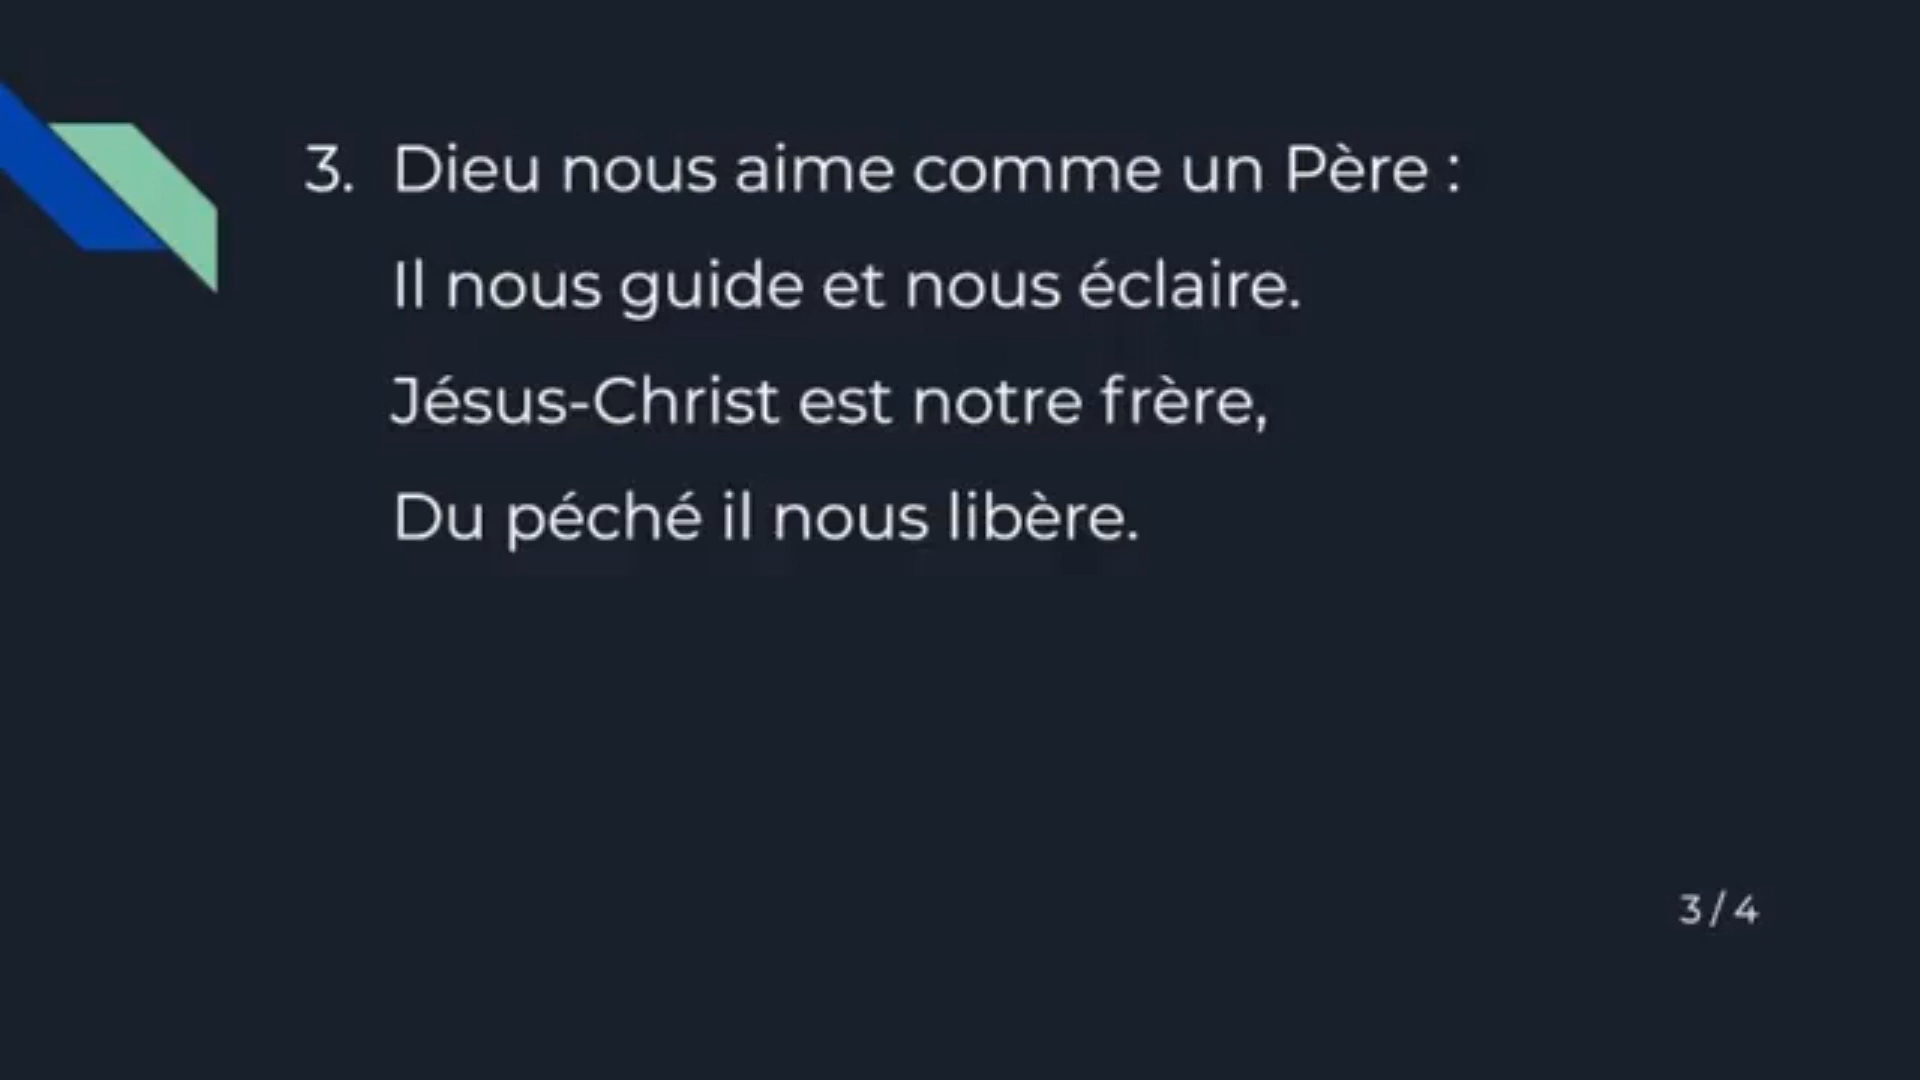 3. Dieu nous aime comme un Père :
Il nous guide et nous éclaire.
Jésus-Christ est notre frère,
Du péché il nous libère.
3 / 4